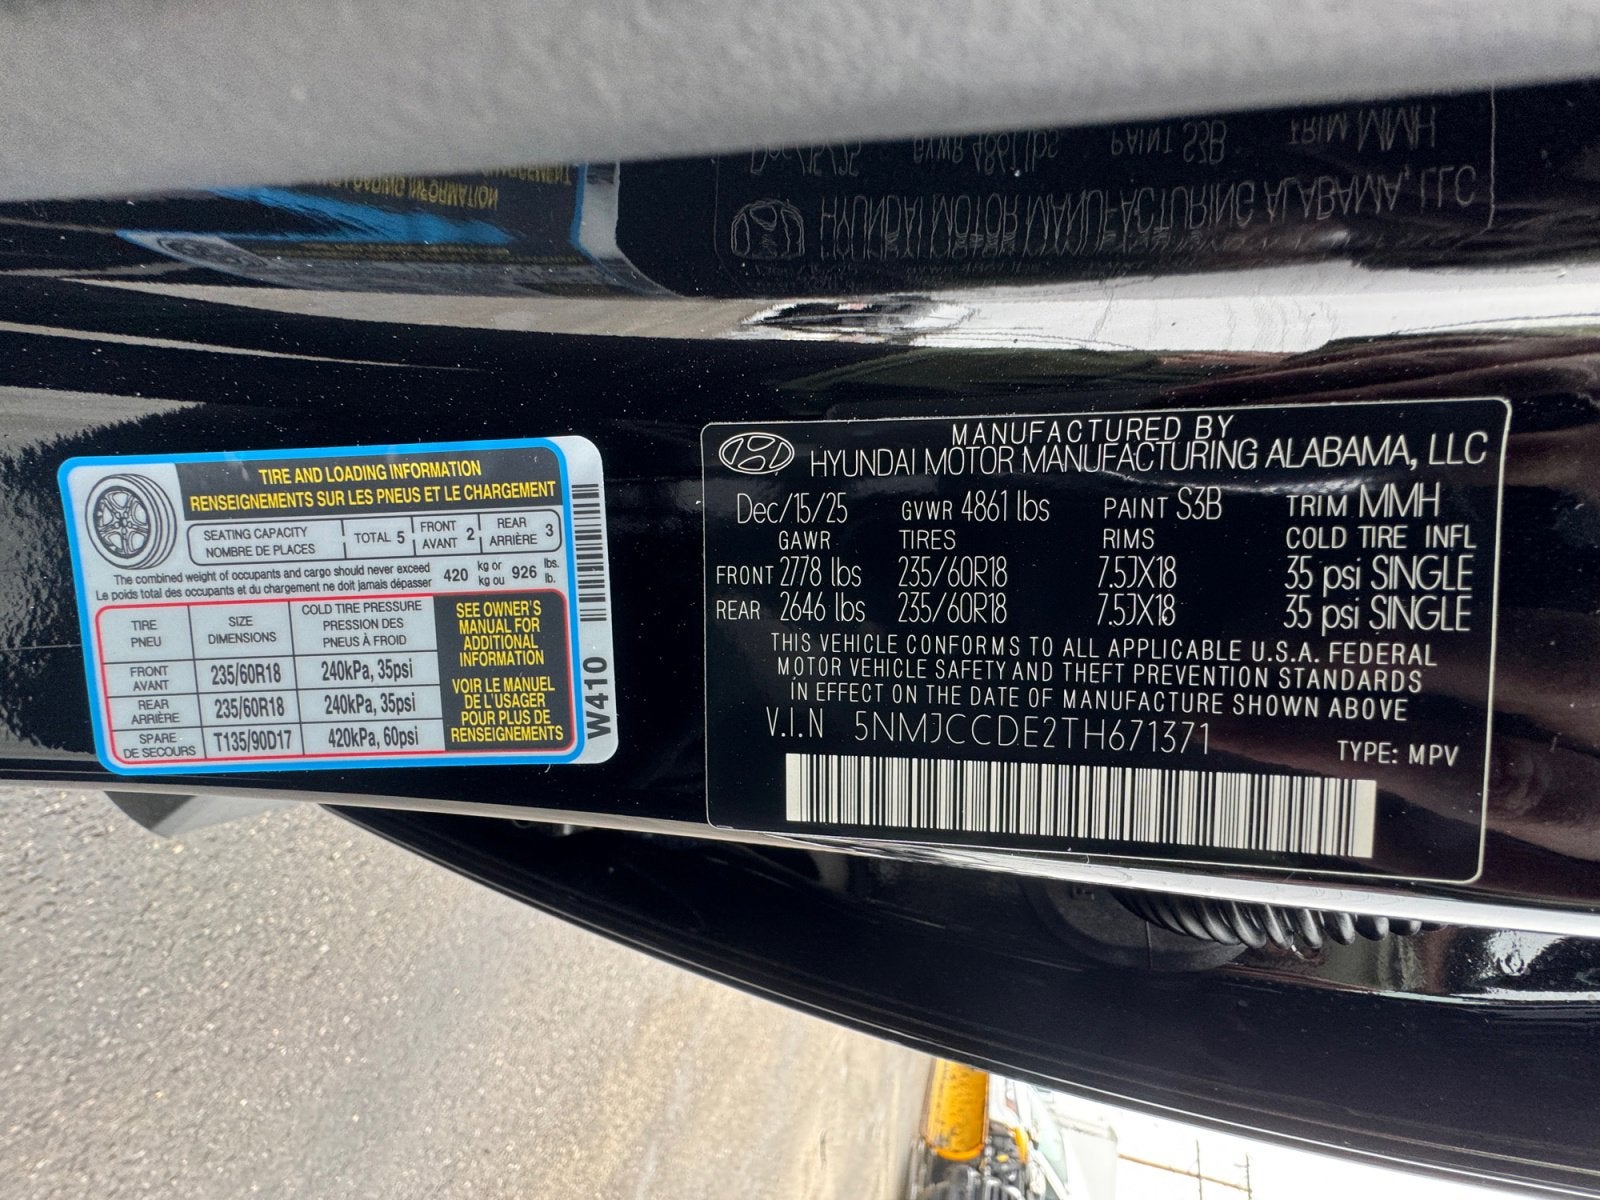 TIRE AND LOADING INFORMATION
RENSEIGNEMENTS SUR LES PNEUS ET LE CHARGEMENT
SEATING CAPACITY
NOMBRE DE PLACES
TOTAL 5
FRONT
AVANT 2
REAR
ARRIÈRE 3
The combined weight of occupants and cargo should never exceed
Le poids total des occupants et du chargement ne doit jamais dépasser
420 kg or
kg ou 926 lbs.
lb.
TIRE
PNEU
SIZE
DIMENSIONS
COLD TIRE PRESSURE
PRESSION DES
PNEUS À FROID
FRONT
AVANT
235/60R18
240kPa, 35psi
REAR
ARRIÈRE
235/60R18
240kPa, 35psi
SPARE
DE SECOURS
T135/90D17
420kPa, 60psi
SEE OWNER'S
MANUAL FOR
ADDITIONAL
INFORMATION
VOIR LE MANUEL
DE L'USAGER
POUR PLUS DE
RENSEIGNEMENTS
W410
MANUFACTURED BY
HYUNDAI MOTOR MANUFACTURING ALABAMA, LLC
Dec/15/25 GVWR 4861 lbs PAINT S3B TRIM MMH
GAWR TIRES RIMS COLD TIRE INFL
FRONT 2778 lbs 235/60R18 7.5JX18 35 psi SINGLE
REAR 2646 lbs 235/60R18 7.5JX18 35 psi SINGLE
THIS VEHICLE CONFORMS TO ALL APPLICABLE U.S.A. FEDERAL
MOTOR VEHICLE SAFETY AND THEFT PREVENTION STANDARDS
IN EFFECT ON THE DATE OF MANUFACTURE SHOWN ABOVE
V.I.N 5NMJCCDE2TH671371
TYPE: MPV